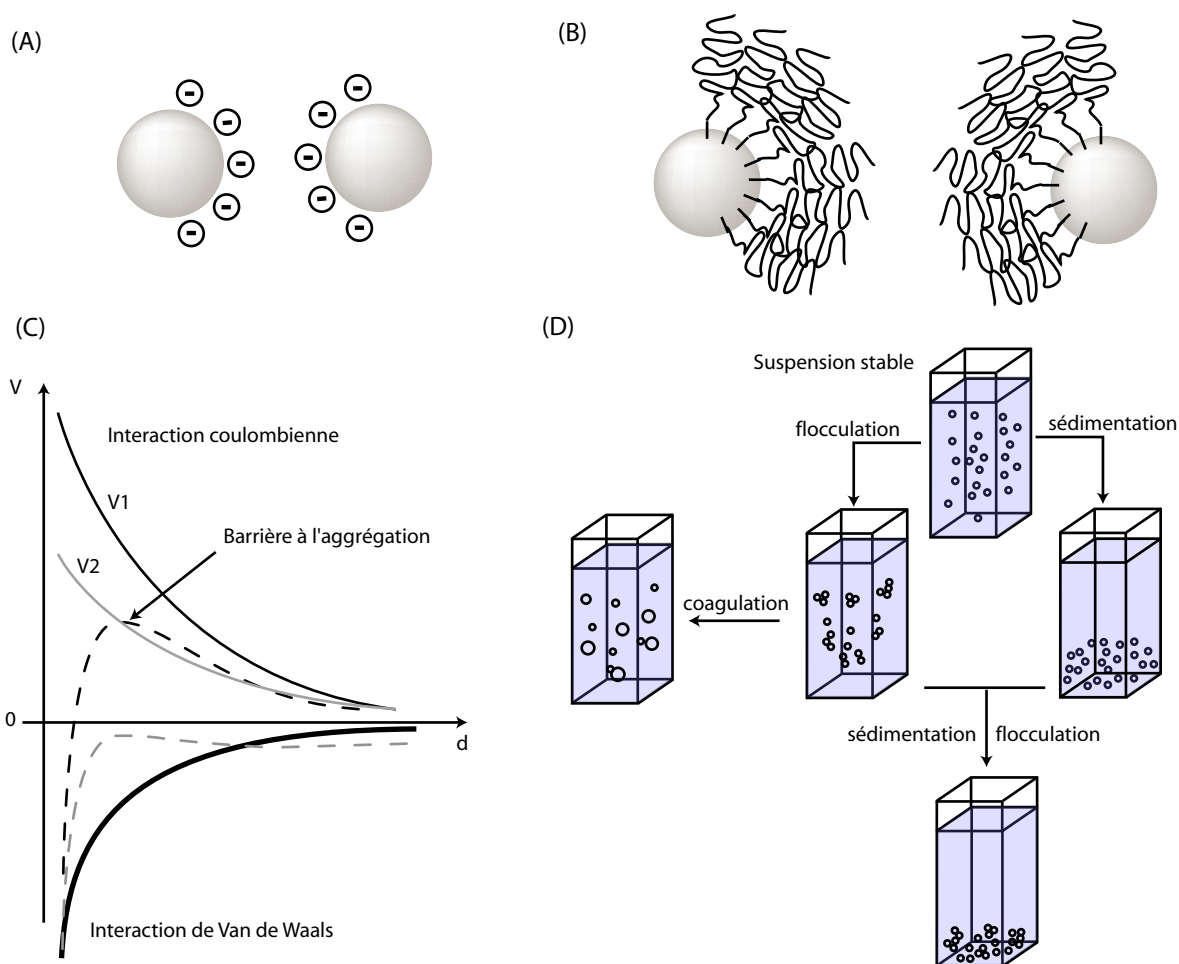 (A)
(B)
(C)
V
Interaction coulombienne
V1
Barrière à l'aggrégation
V2
0
d
Interaction de Van de Waals
(D)
Suspension stable
flocculation
sédimentation
coagulation
sédimentation
flocculation